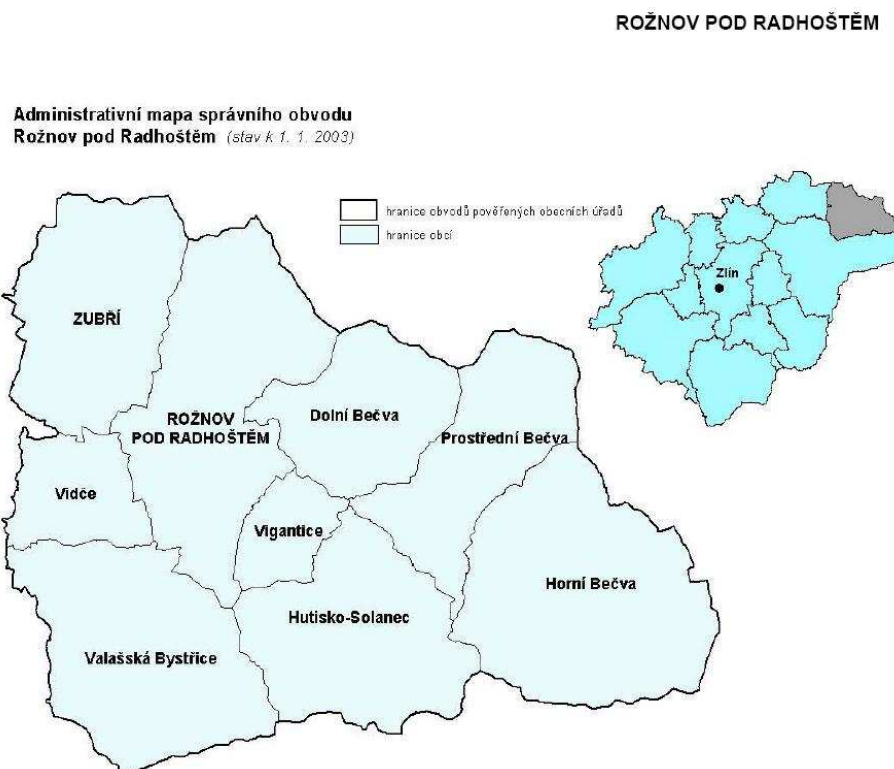 ROŽNOV POD RADHOŠTĚM
Administrativní mapa správního obvodu
Rožnov pod Radhoštěm (stav k 1. 1. 2003)
hranice obvodů pověřených obecních úřadů
hranice obcí
Zlín
ZUBŘÍ
ROŽNOV
POD RADHOŠTĚM
Dolní Bečva
Prostřední Bečva
Vidče
Vigantice
Horní Bečva
Hutisko-Solanec
Valašská Bystřice